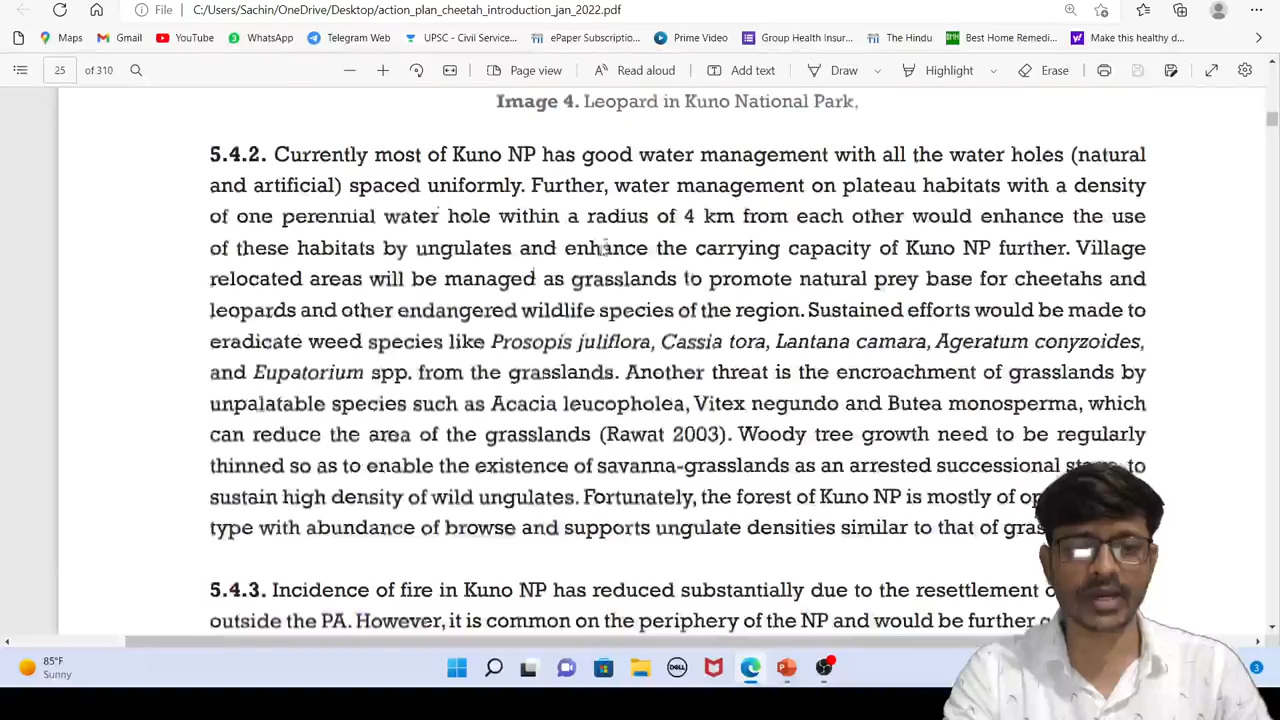 File C:/Users/Sachin/OneDrive/Desktop/action_plan_cheetah_introduction_jan_2022.pdf
Maps Gmail YouTube WhatsApp Telegram Web UPSC - Civil Servic... ePaper Subscriptio... Prime Video Group Health Insur... The Hindu Best Home Remedi... Make this healthy d...
25 of 310 Page view Read aloud Add text Draw Highlight Erase
Image 4. Leopard in Kuno National Park,
5.4.2. Currently most of Kuno NP has good water management with all the water holes (natural
and artificial) spaced uniformly. Further, water management on plateau habitats with a density
of one perennial water hole within a radius of 4 km from each other would enhance the use
of these habitats by ungulates and enhance the carrying capacity of Kuno NP further. Village
relocated areas will be managed as grasslands to promote natural prey base for cheetahs and
leopards and other endangered wildlife species of the region. Sustained efforts would be made to
eradicate weed species like Prosopis juliflora, Cassia tora, Lantana camara, Ageratum conyzoides,
and Eupatorium spp. from the grasslands. Another threat is the encroachment of grasslands by
unpalatable species such as Acacia leucopholea, Vitex negundo and Butea monosperma, which
can reduce the area of the grasslands (Rawat 2003). Woody tree growth need to be regularly
thinned so as to enable the existence of savanna-grasslands as an arrested successional to
sustain high density of wild ungulates. Fortunately, the forest of Kuno NP is mostly of
type with abundance of browse and supports ungulate densities similar to that of
5.4.3. Incidence of fire in Kuno NP has reduced substantially due to the resettlement
outside the PA. However, it is common on the periphery of the NP and would be further
85°F
Sunny
DELL
3